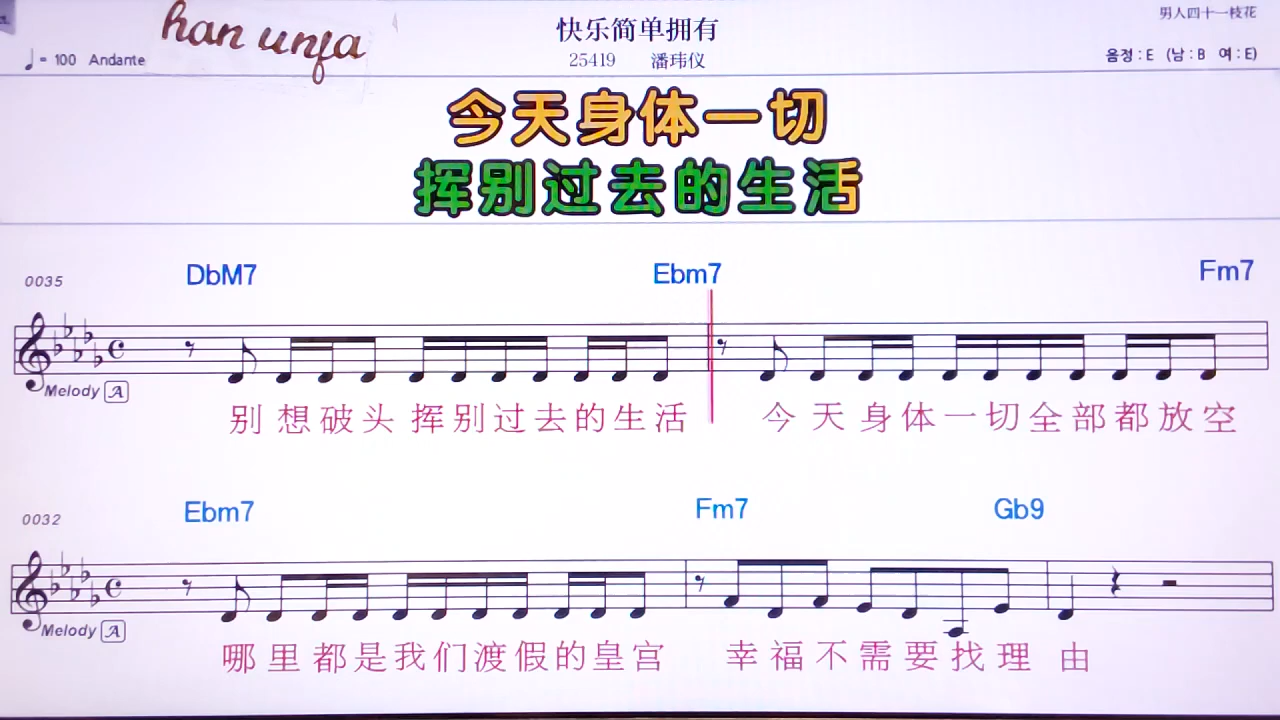 男人四十一枝花
han unja
快乐简单拥有
♩= 100 Andante
25419 潘玮仪
음정 : E (남 : B 여 : E)
今天身体一切
挥别过去的生活
0035 DbM7 Ebm7 Fm7
Melody A
别想破头 挥别过去的生活 今天身体一切全部都放空
0032 Ebm7 Fm7 Gb9
Melody A
哪里都是我们渡假的皇宫 幸福不需要找理由